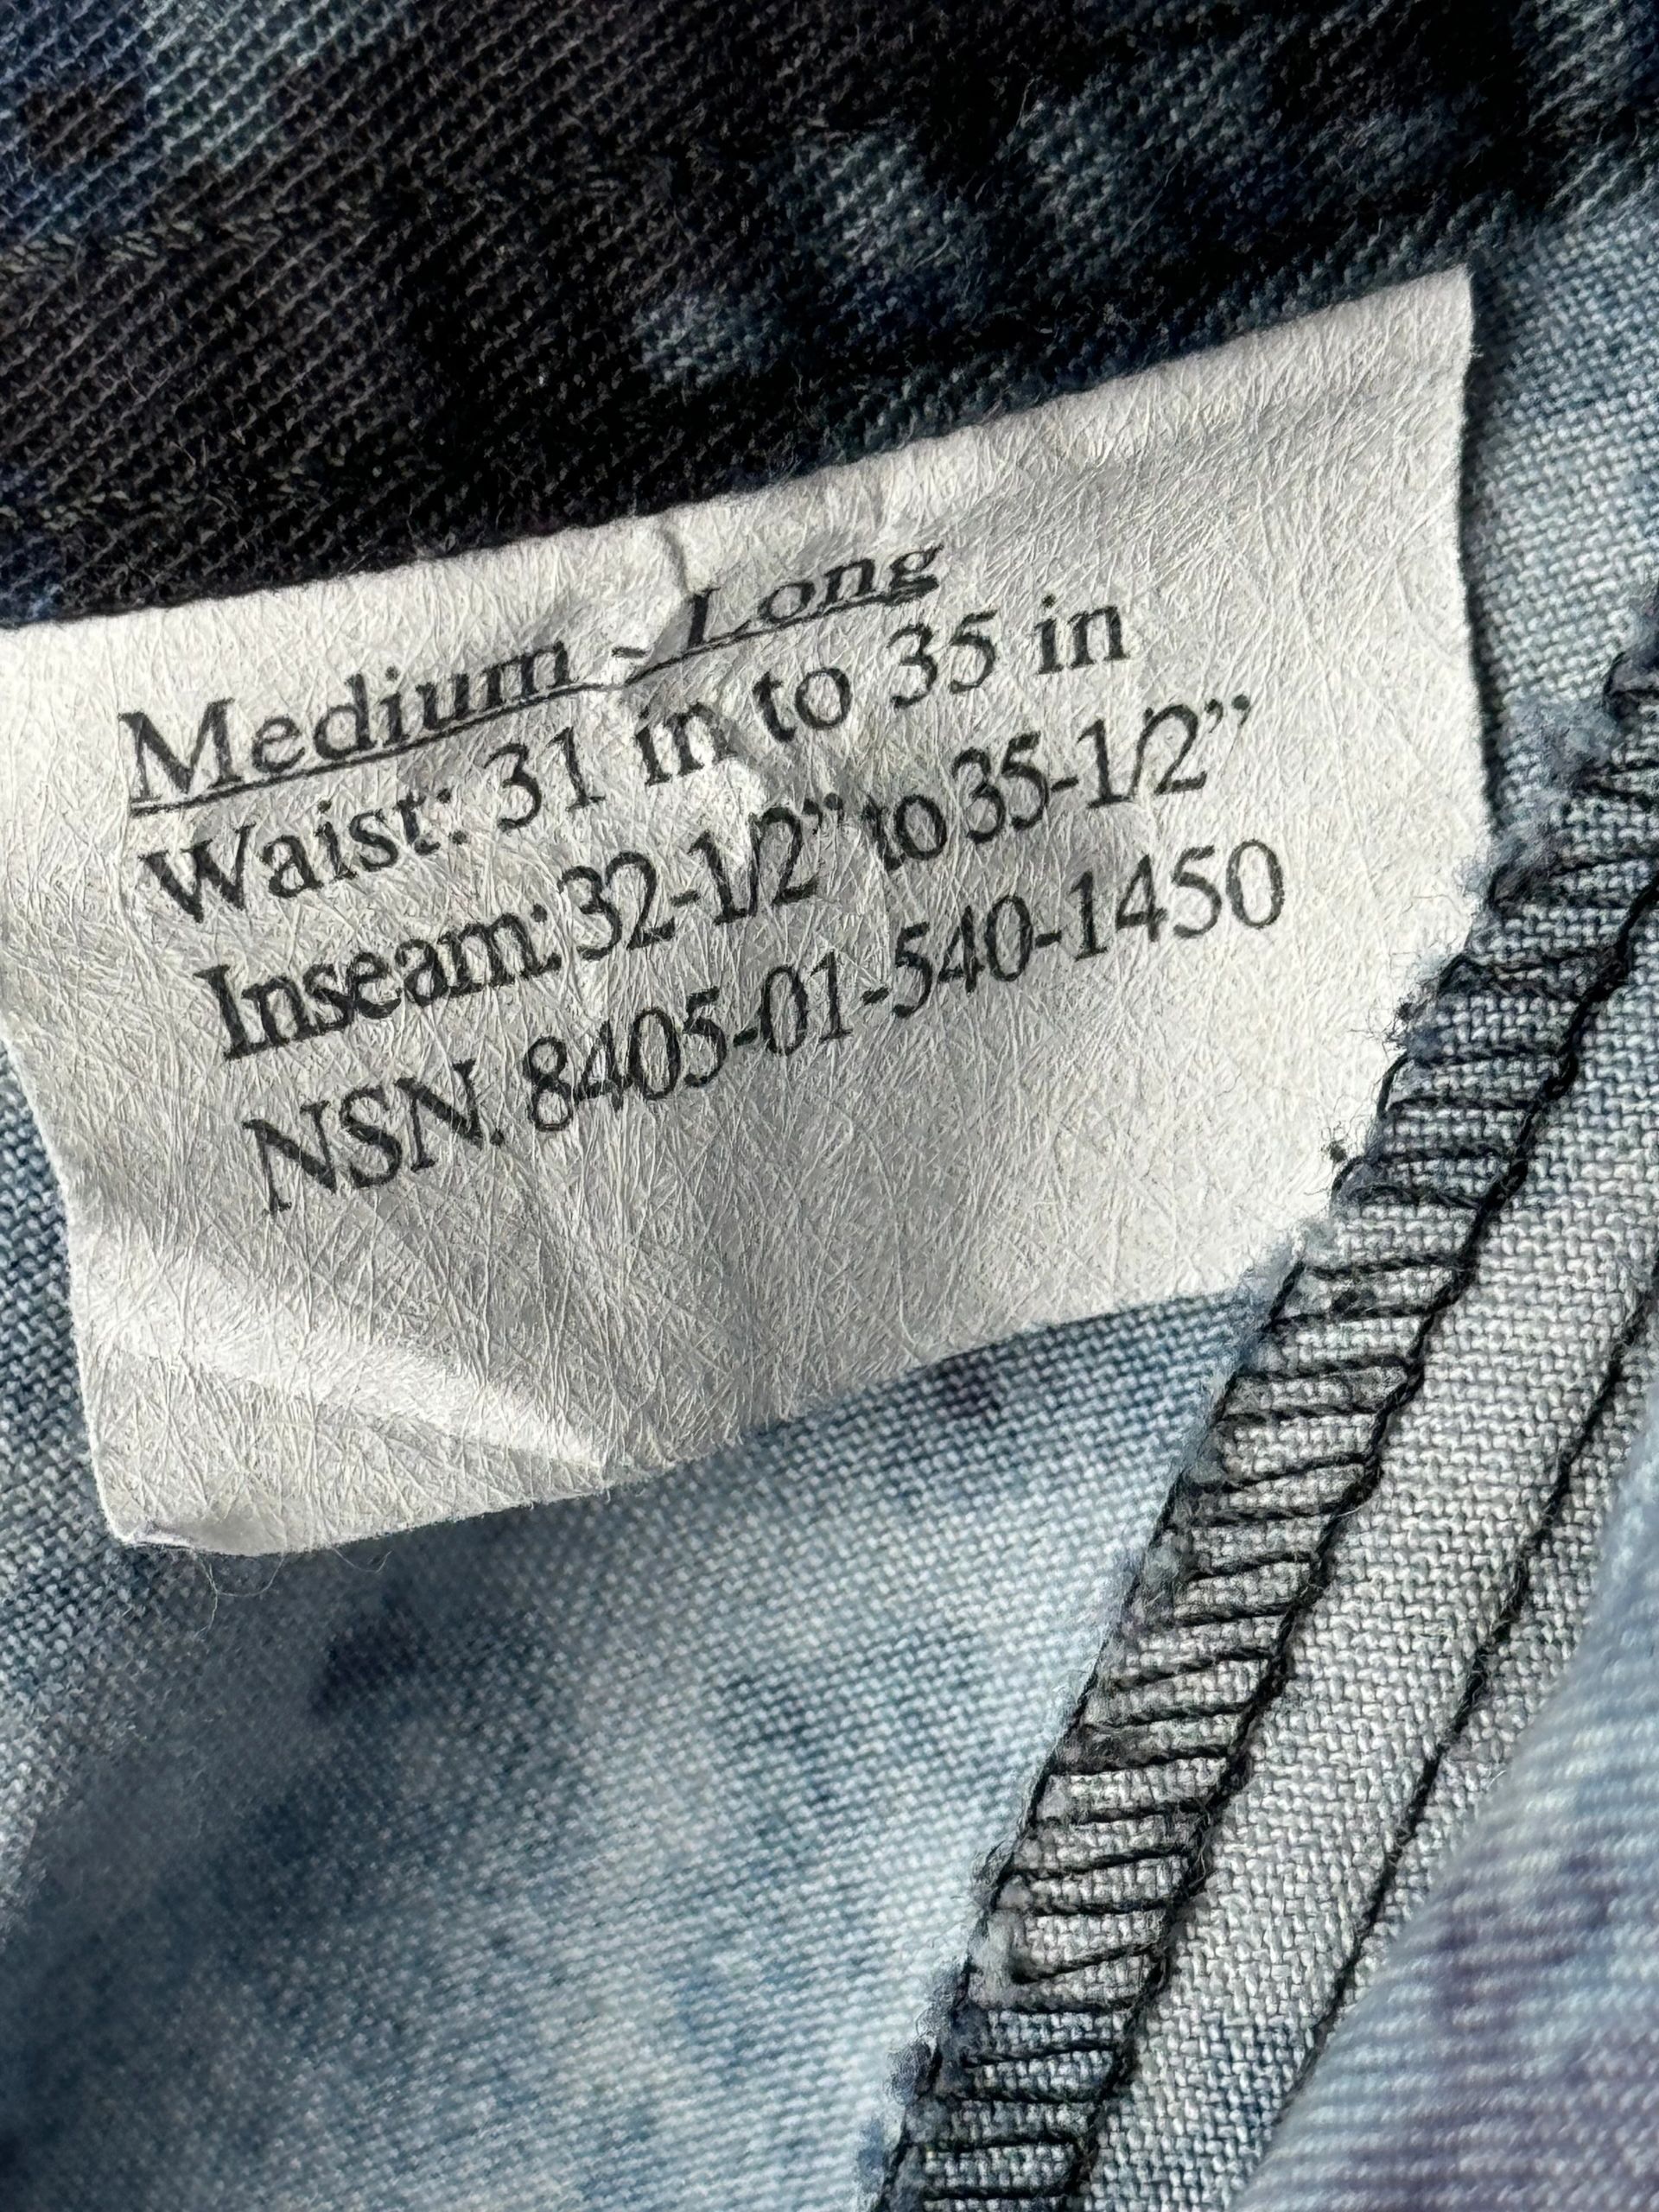 Medium - Long
Waist: 31 in to 35 in
Inseam: 32-1/2” to 35-1/2”
NSN. 8405-01-540-1450